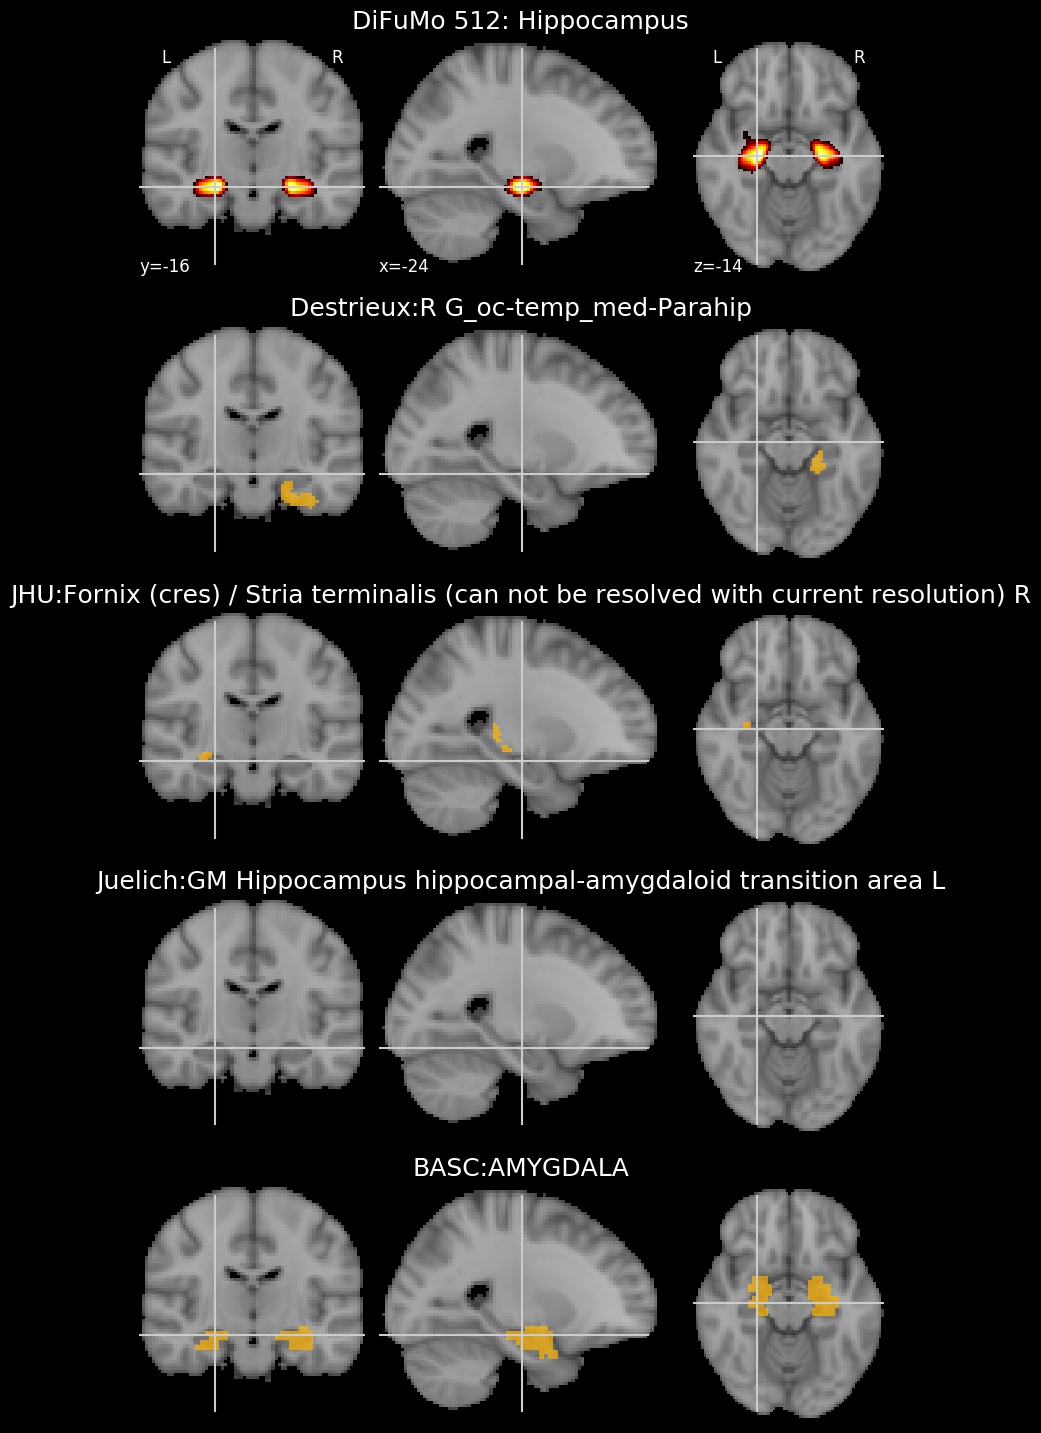 DiFuMo 512: Hippocampus
L R L R
y=-16 x=-24 z=-14
Destrieux:R G_oc-temp_med-Parahip
JHU:Fornix (cres) / Stria terminalis (can not be resolved with current resolution) R
Juelich:GM Hippocampus hippocampal-amygdaloid transition area L
BASC:AMYGDALA